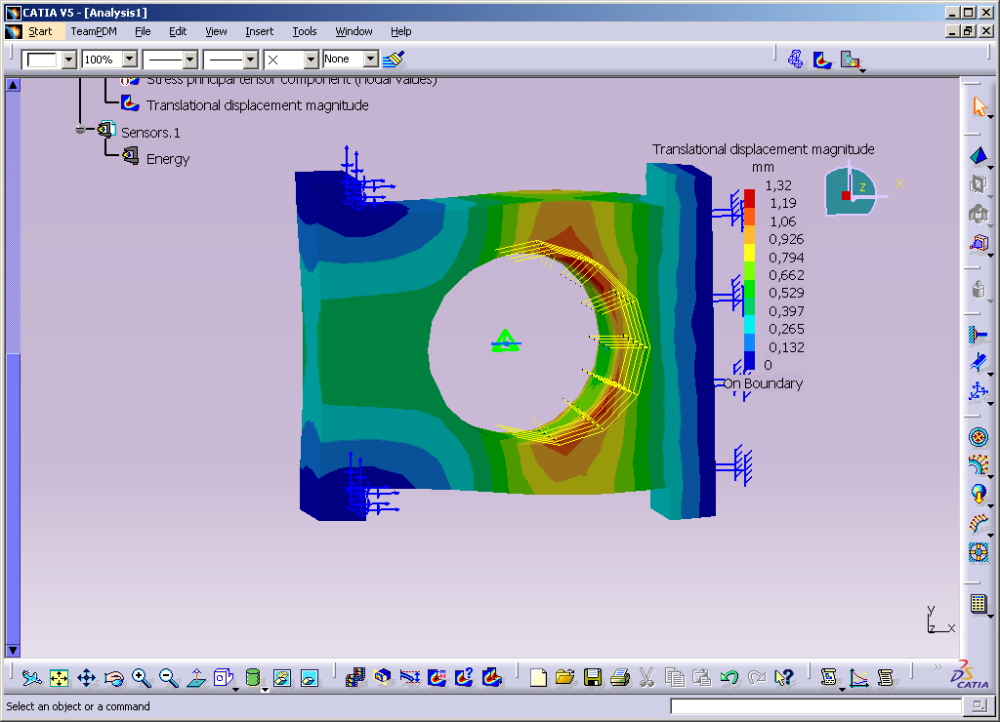 CATIA V5 - [Analysis1]
Start TeamPDM File Edit View Insert Tools Window Help
100% None
Stress principal tensor component (nodal values)
Translational displacement magnitude
Sensors.1
Energy
Translational displacement magnitude
mm
1,32
1,19
1,06
0,926
0,794
0,662
0,529
0,397
0,265
0,132
0
On Boundary
z
x
y
z x
CATIA
Select an object or a command